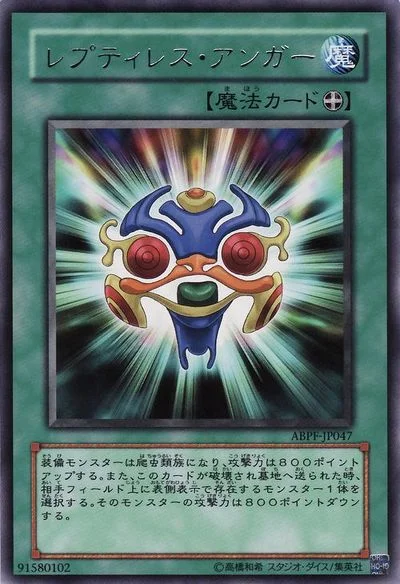 レプティレス・アンガー 魔
【魔法カード】
ABPF-JP047
装備モンスターは爬虫類族になり、攻撃力は800ポイント
アップする。また、このカードが破壊され墓地へ送られた時、
相手フィールド上に表側表示で存在するモンスター1体を
選択する。そのモンスターの攻撃力は800ポイントダウン
する。
91580102 ©高橋和希 スタジオ・ダイス/集英社